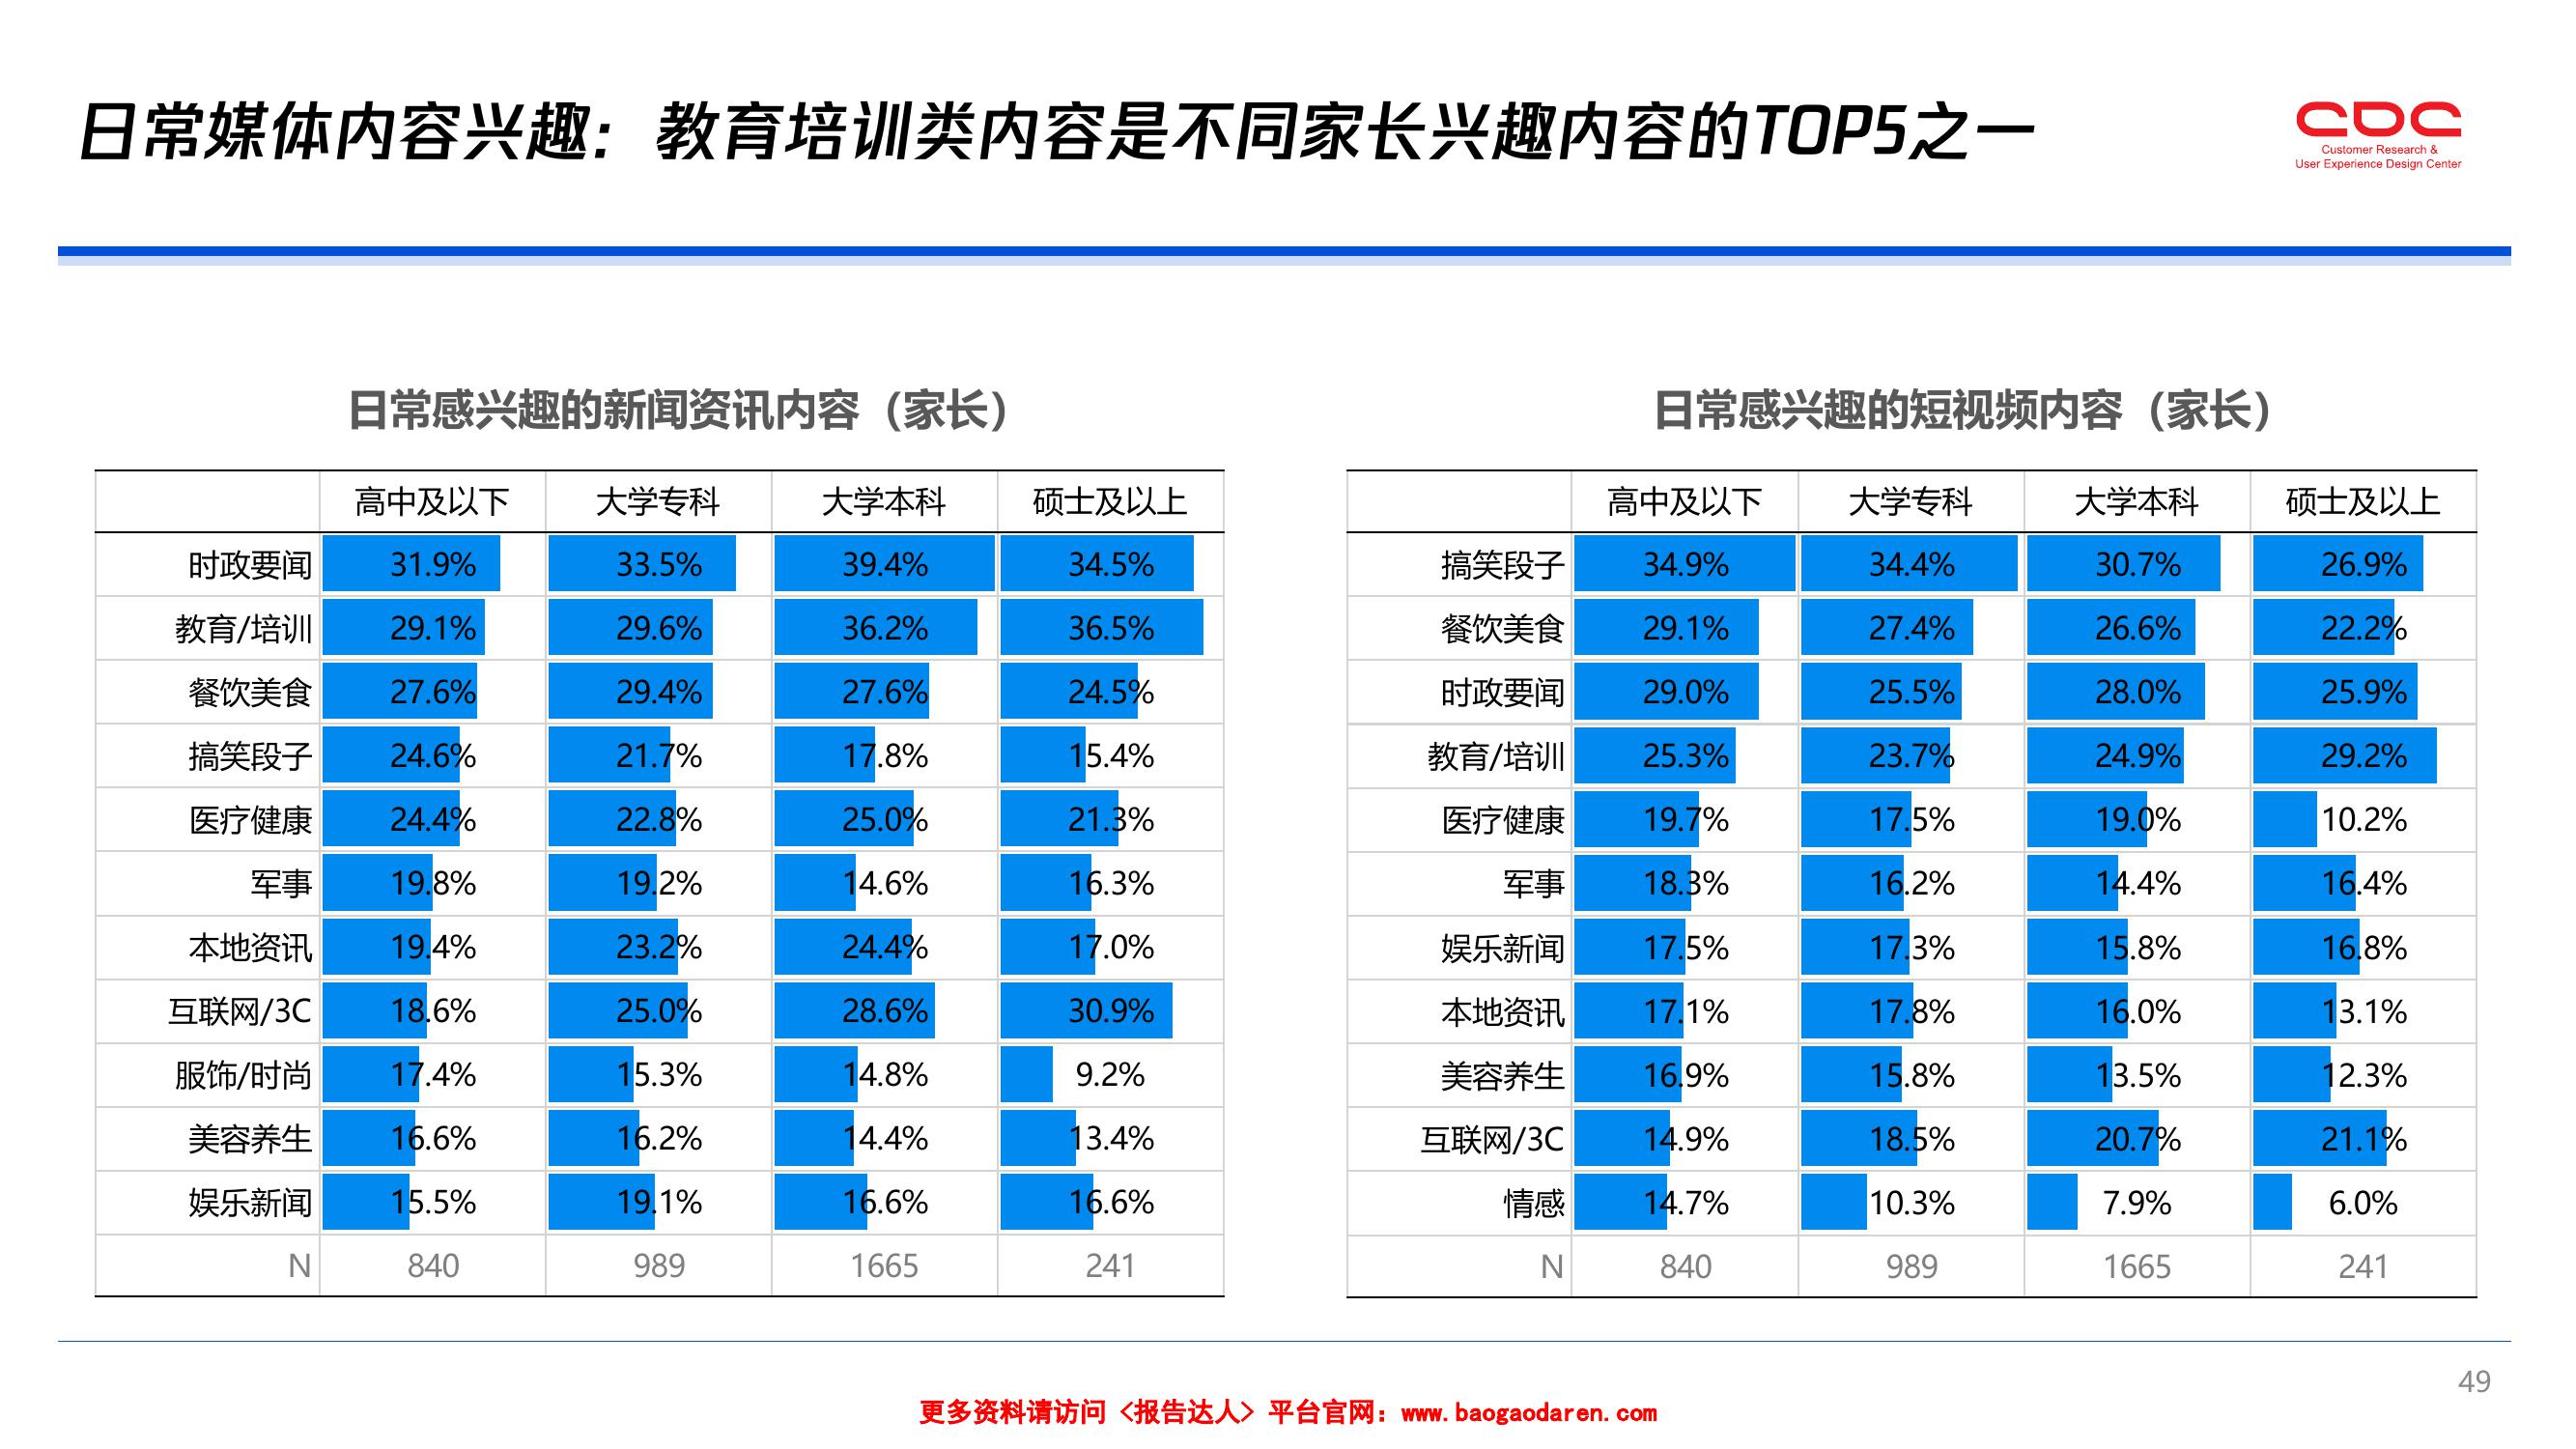 日常媒体内容兴趣：教育培训类内容是不同家长兴趣内容的TOP5之一
CDC
Customer Research &
User Experience Design Center
日常感兴趣的新闻资讯内容（家长）
高中及以下 大学专科 大学本科 硕士及以上
时政要闻 31.9% 33.5% 39.4% 34.5%
教育/培训 29.1% 29.6% 36.2% 36.5%
餐饮美食 27.6% 29.4% 27.6% 24.5%
搞笑段子 24.6% 21.7% 17.8% 15.4%
医疗健康 24.4% 22.8% 25.0% 21.3%
军事 19.8% 19.2% 14.6% 16.3%
本地资讯 19.4% 23.2% 24.4% 17.0%
互联网/3C 18.6% 25.0% 28.6% 30.9%
服饰/时尚 17.4% 15.3% 14.8% 9.2%
美容养生 16.6% 16.2% 14.4% 13.4%
娱乐新闻 15.5% 19.1% 16.6% 16.6%
N 840 989 1665 241
日常感兴趣的短视频内容（家长）
高中及以下 大学专科 大学本科 硕士及以上
搞笑段子 34.9% 34.4% 30.7% 26.9%
餐饮美食 29.1% 27.4% 26.6% 22.2%
时政要闻 29.0% 25.5% 28.0% 25.9%
教育/培训 25.3% 23.7% 24.9% 29.2%
医疗健康 19.7% 17.5% 19.0% 10.2%
军事 18.3% 16.2% 14.4% 16.4%
娱乐新闻 17.5% 17.3% 15.8% 16.8%
本地资讯 17.1% 17.8% 16.0% 13.1%
美容养生 16.9% 15.8% 13.5% 12.3%
互联网/3C 14.9% 18.5% 20.7% 21.1%
情感 14.7% 10.3% 7.9% 6.0%
N 840 989 1665 241
49
更多资料请访问〈报告达人〉平台官网：www.baogaodaren.com